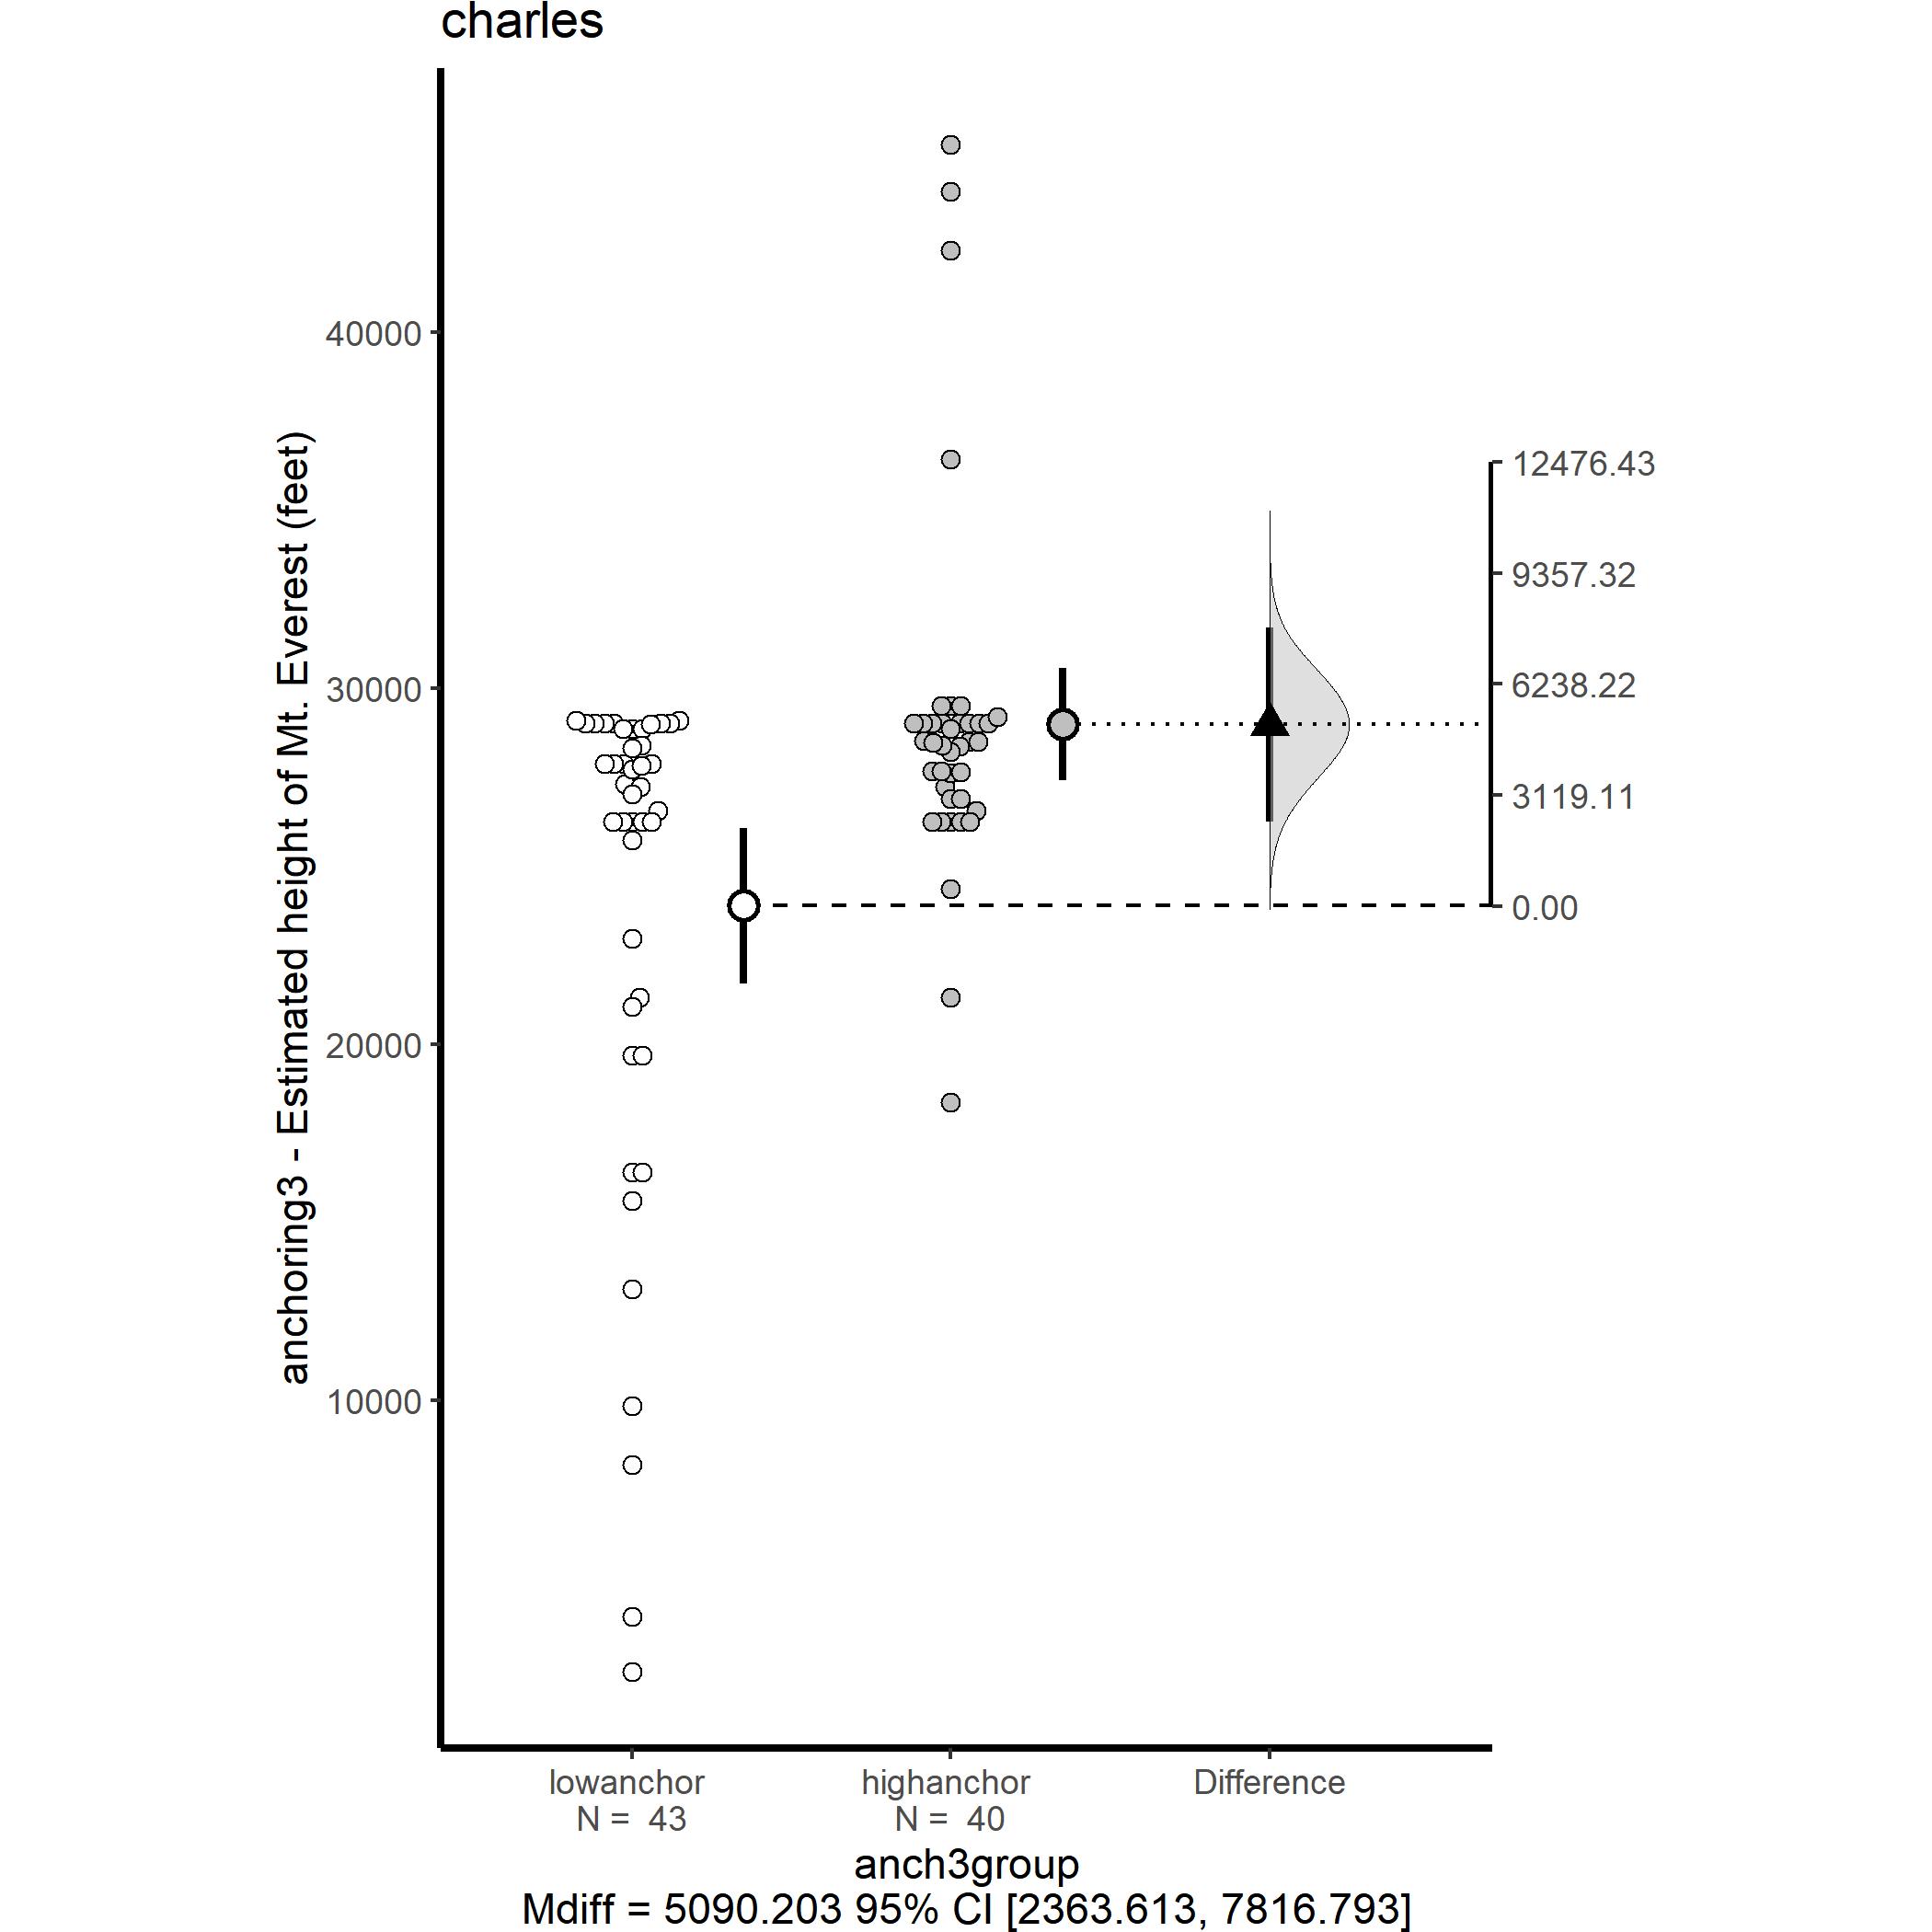 charles
anchoring3 - Estimated height of Mt. Everest (feet)
40000
30000
20000
10000
12476.43
9357.32
6238.22
3119.11
0.00
lowanchor
N =  43
highanchor
N =  40
Difference
anch3group
Mdiff = 5090.203 95% CI [2363.613, 7816.793]